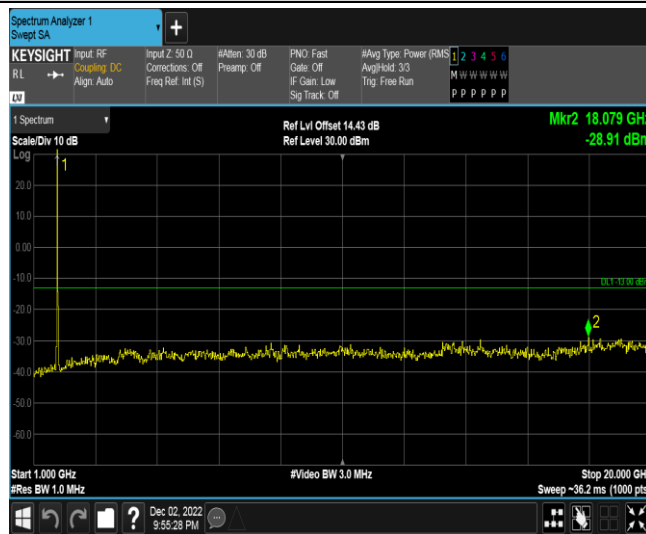 Spectrum Analyzer 1
Swept SA
+
KEYSIGHT
RL
LXI
Input: RF
Coupling: DC
Align: Auto
Input Z: 50 Ω
Corrections: Off
Freq Ref: Int (S)
#Atten: 30 dB
Preamp: Off
PNO: Fast
Gate: Off
IF Gain: Low
Sig Track: Off
#Avg Type: Power (RMS
Avg|Hold: 3/3
Trig: Free Run
1 2 3 4 5 6
M W W W W W
P P P P P P
1 Spectrum
Scale/Div 10 dB
Log
Ref Lvl Offset 14.43 dB
Ref Level 30.00 dBm
Mkr2 18.079 GH
-28.91 dBm
1
20.0
10.0
0.00
-10.0
DL1 -13.00 dBm
-20.0
2
-30.0
-40.0
-50.0
-60.0
Start 1.000 GHz
#Res BW 1.0 MHz
#Video BW 3.0 MHz
Stop 20.000 GH
Sweep ~36.2 ms (1000 pts
?
Dec 02, 2022
9:55:28 PM